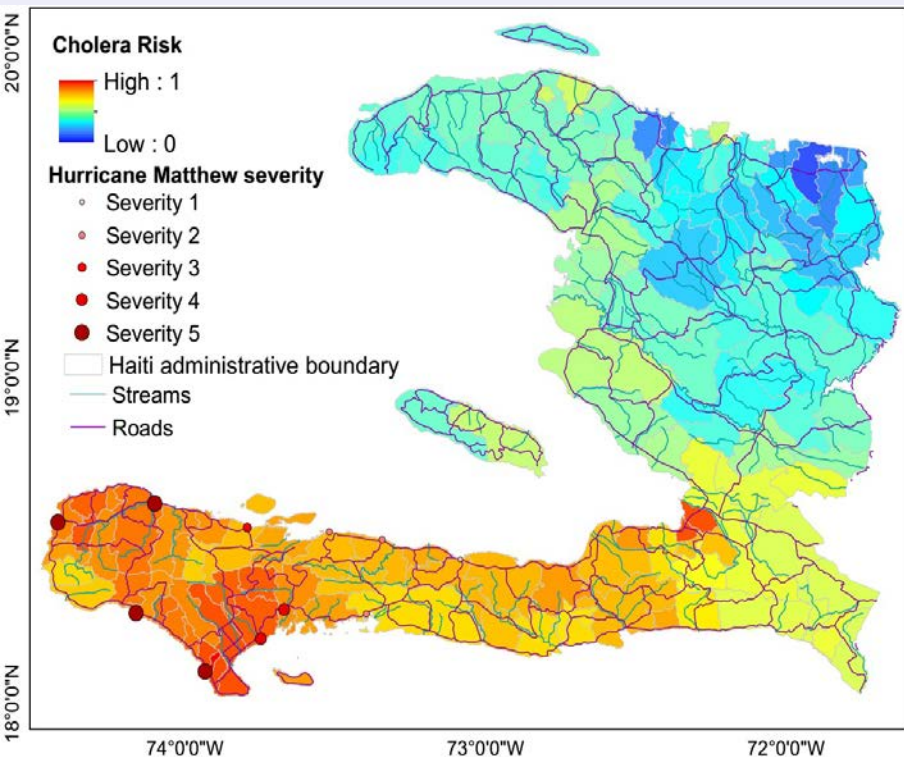 Cholera Risk
High : 1
Low : 0
Hurricane Matthew severity
Severity 1
Severity 2
Severity 3
Severity 4
Severity 5
Haiti administrative boundary
Streams
Roads
20°0'0"N
19°0'0"N
18°0'0"N
74°0'0"W
73°0'0"W
72°0'0"W